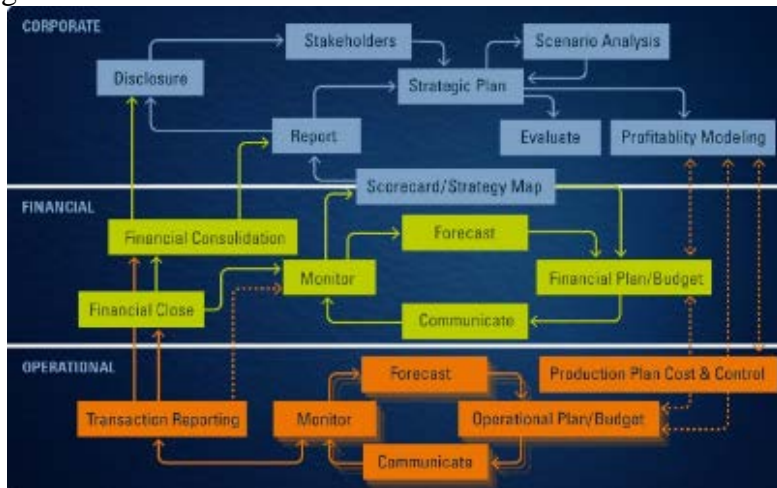 CORPORATE
Stakeholders
Scenario Analysis
Disclosure
Strategic Plan
Report
Evaluate
Profitablity Modeling
Scorecard/Strategy Map
FINANCIAL
Financial Consolidation
Forecast
Monitor
Financial Plan/Budget
Financial Close
Communicate
OPERATIONAL
Forecast
Production Plan Cost & Control
Transaction Reporting
Monitor
Operational Plan/Budget
Communicate